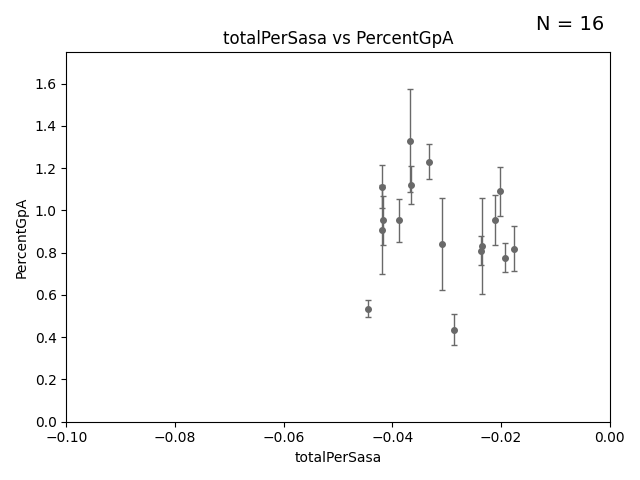 N = 16
totalPerSasa vs PercentGpA
PercentGpA
1.6
1.4
1.2
1.0
0.8
0.6
0.4
0.2
0.0
−0.10 −0.08 −0.06 −0.04 −0.02 0.00
totalPerSasa